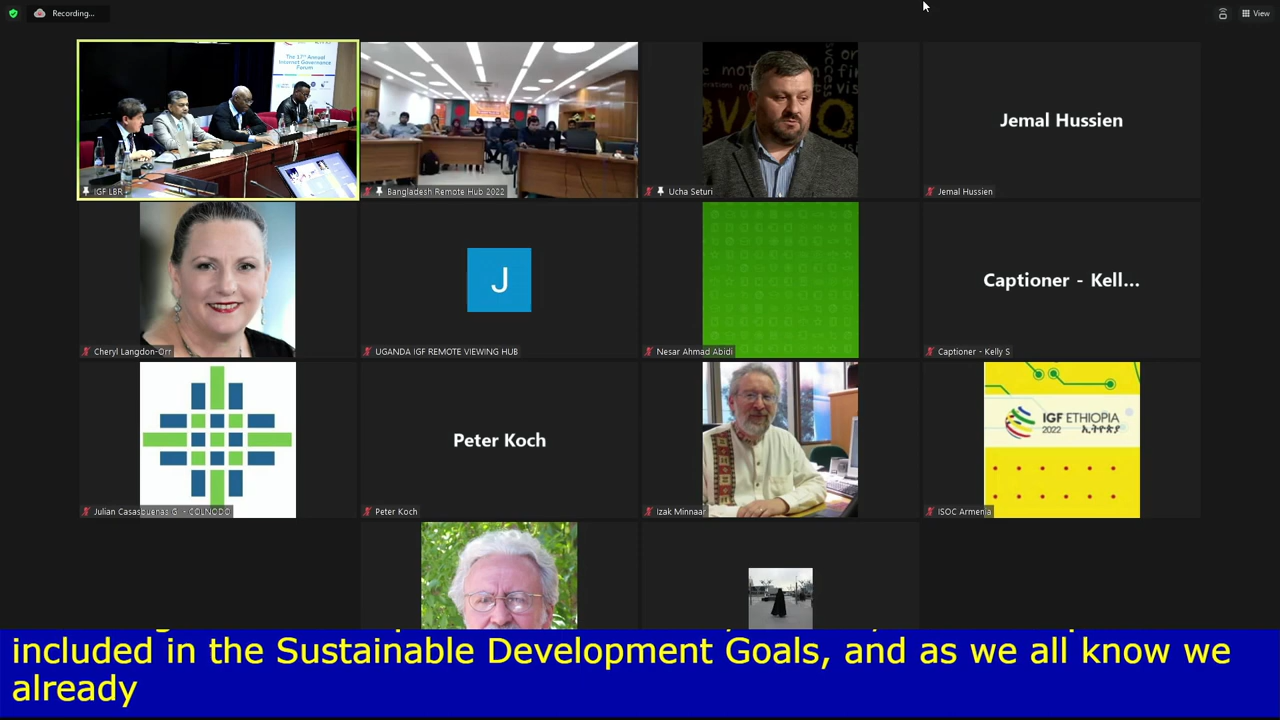 Recording...
View
The 17th Annual
Internet Governance
Forum
IGF LBR
Bangladesh Remote Hub 2022
Ucha Seturi
Jemal Hussien
Jemal Hussien
Cheryl Langdon-Orr
J
UGANDA IGF REMOTE VIEWING HUB
Nesar Ahmad Abidi
Captioner - Kell...
Captioner - Kelly S
Julian Casasbuenas G. - COLNODO
Peter Koch
Peter Koch
Izak Minnaar
IGF ETHIOPIA
2022 ኢትዮጵያ
ISOC Armenia
included in the Sustainable Development Goals, and as we all know we
already